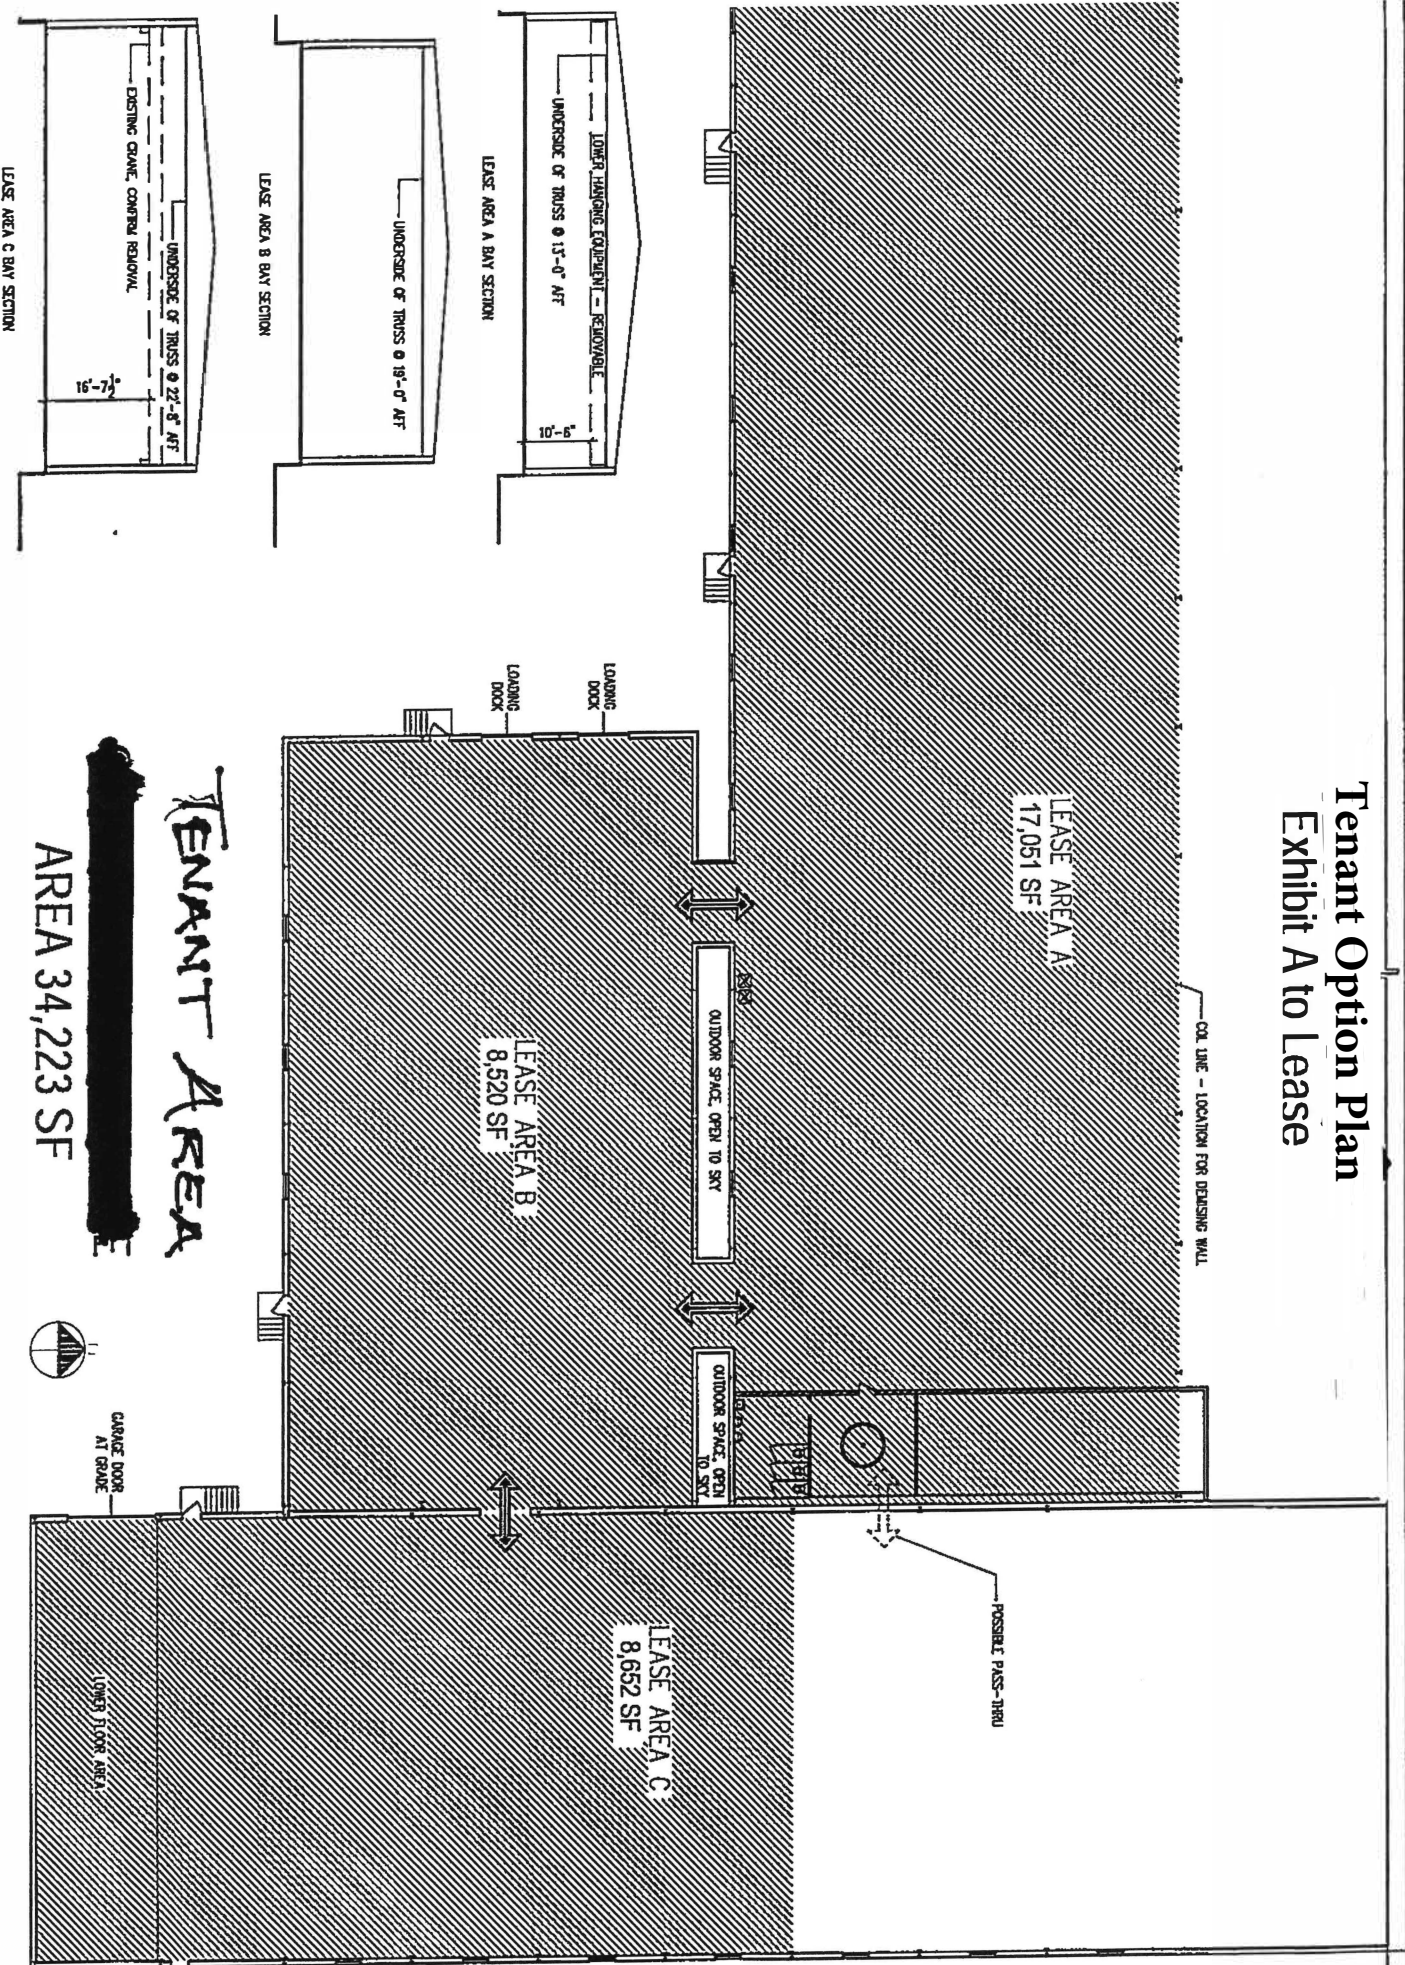 Tenant Option Plan
Exhibit A to Lease
COL LINE - LOCATION FOR DEMISING WALL
LEASE AREA A
17,051 SF
POSSIBLE PASS-THRU
OUTDOOR SPACE, OPEN TO SKY
OUTDOOR SPACE, OPEN
TO SKY
LOADING
DOCK
LOADING
DOCK
LEASE AREA B
8,520 SF
LEASE AREA C
8,652 SF
LOWER FLOOR AREA
GARAGE DOOR
AT GRADE
LOWER HANGING EQUIPMENT - REMOVABLE
UNDERSIDE OF TRUSS @ 13'-0" AFF
10'-6"
LEASE AREA A BAY SECTION
UNDERSIDE OF TRUSS @ 19'-0" AFF
LEASE AREA B BAY SECTION
UNDERSIDE OF TRUSS @ 22'-8" AFF
EXISTING CRANE, CONFIRM REMOVAL
16'-7½"
LEASE AREA C BAY SECTION
TENANT AREA
AREA 34,223 SF